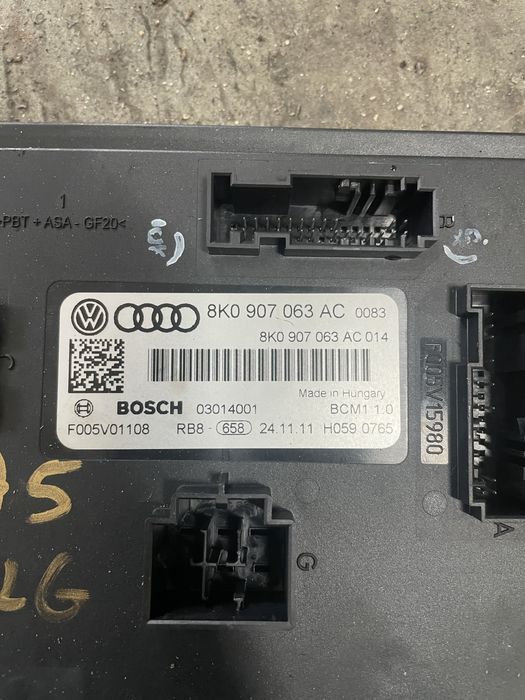 1
>PBT + ASA - GF20<
B
8K0 907 063 AC 0083
8K0 907 063 AC 014
Made in Hungary
BOSCH 03014001 BCM1 1.0
F005V01108 RB8- 658 24.11.11 H059 0765
F005V15980
A
G